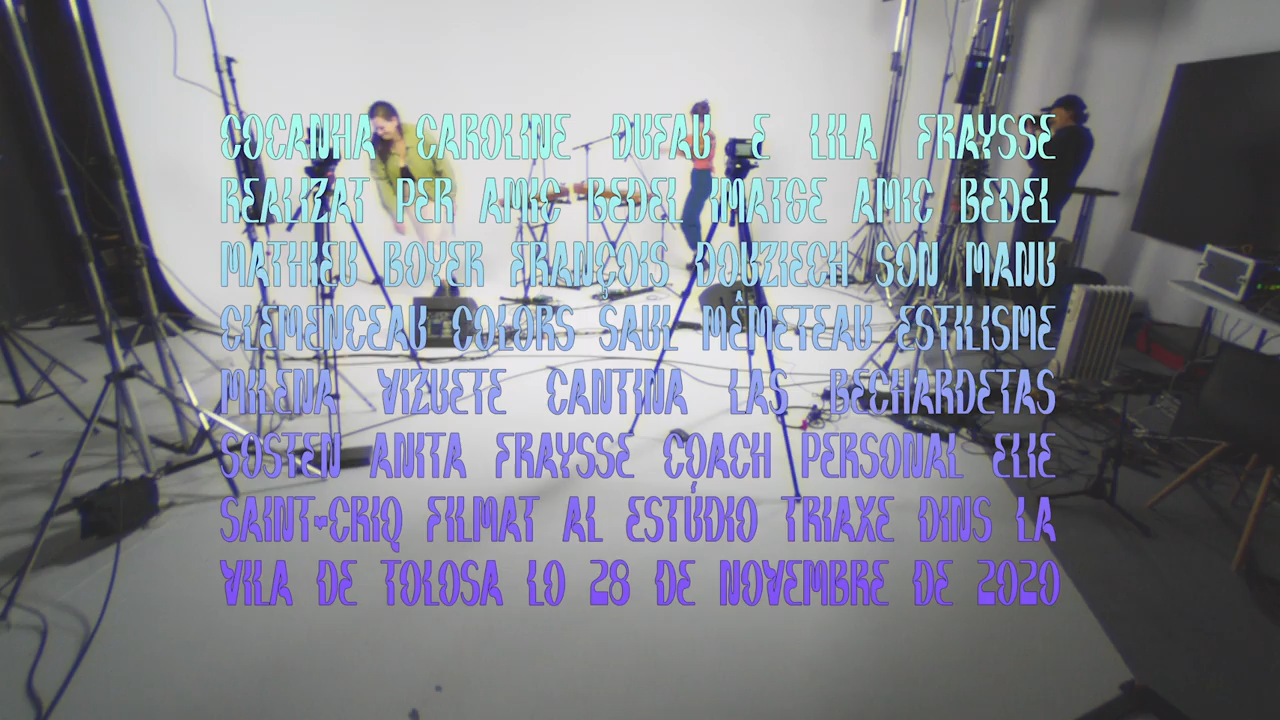 COCANHA CAROLINE DUFAU E LILA FRAYSSE
REALIZAT PER AMIC BEDEL IMATGE AMIC BEDEL
MATHIEU BOYER FRANÇOIS DOUZIECH SON MANU
CLEMENCEAU COLORS SAUL MÊMETEAU ESTILISME
MILENA VIZUETE CANTINA LAS BECHARDETAS
SOSTEN ANITA FRAYSSE COACH PERSONAL ELIE
SAINT-CRIQ FILMAT AL ESTÚDIO TRIAXE DINS LA
VILA DE TOLOSA LO 28 DE NOVEMBRE DE 2020